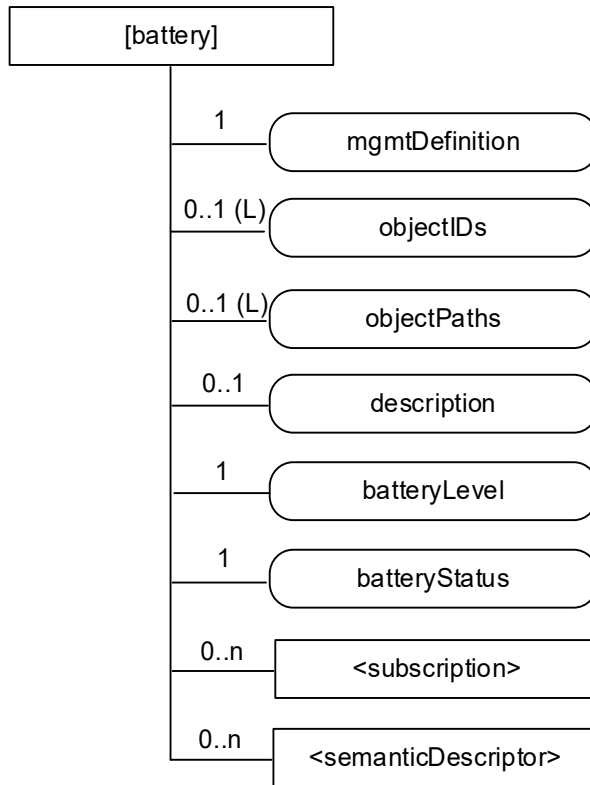 [battery]
1
mgmtDefinition
0..1 (L)
objectIDs
0..1 (L)
objectPaths
0..1
description
1
batteryLevel
1
batteryStatus
0..n
<subscription>
0..n
<semanticDescriptor>